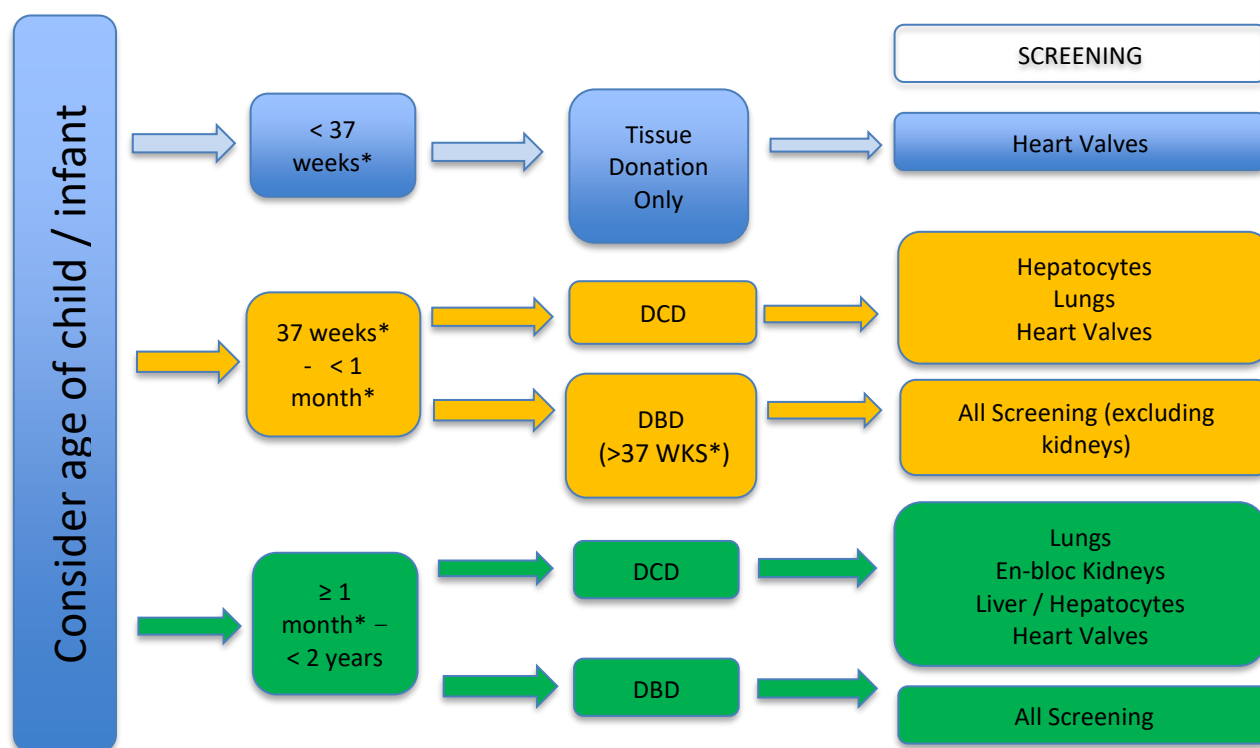 Consider age of child / infant
SCREENING
< 37
weeks*
Tissue
Donation
Only
Heart Valves
37 weeks*
- < 1
month*
DCD
Hepatocytes
Lungs
Heart Valves
DBD
(>37 WKS*)
All Screening (excluding
kidneys)
≥ 1
month* –
< 2 years
DCD
Lungs
En-bloc Kidneys
Liver / Hepatocytes
Heart Valves
DBD
All Screening